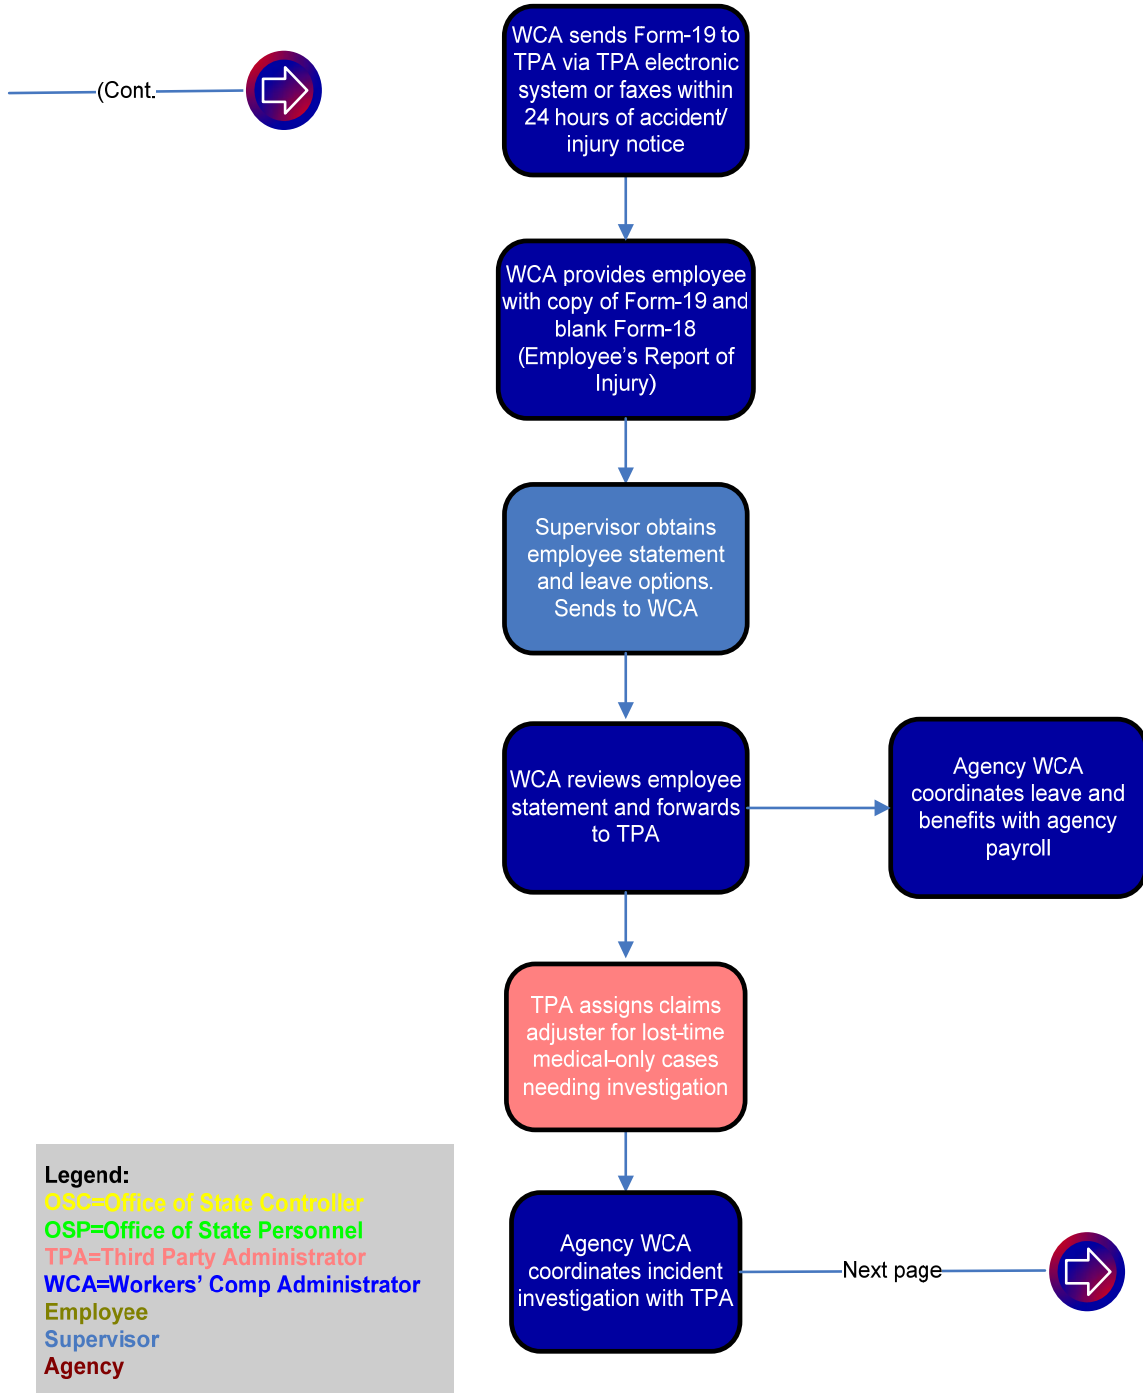 (Cont.
WCA sends Form-19 to
TPA via TPA electronic
system or faxes within
24 hours of accident/
injury notice
WCA provides employee
with copy of Form-19 and
blank Form-18
(Employee’s Report of
Injury)
Supervisor obtains
employee statement
and leave options.
Sends to WCA
WCA reviews employee
statement and forwards
to TPA
Agency WCA
coordinates leave and
benefits with agency
payroll
TPA assigns claims
adjuster for lost-time
medical-only cases
needing investigation
Agency WCA
coordinates incident
investigation with TPA
Next page
Legend:
OSC=Office of State Controller
OSP=Office of State Personnel
TPA=Third Party Administrator
WCA=Workers’ Comp Administrator
Employee
Supervisor
Agency